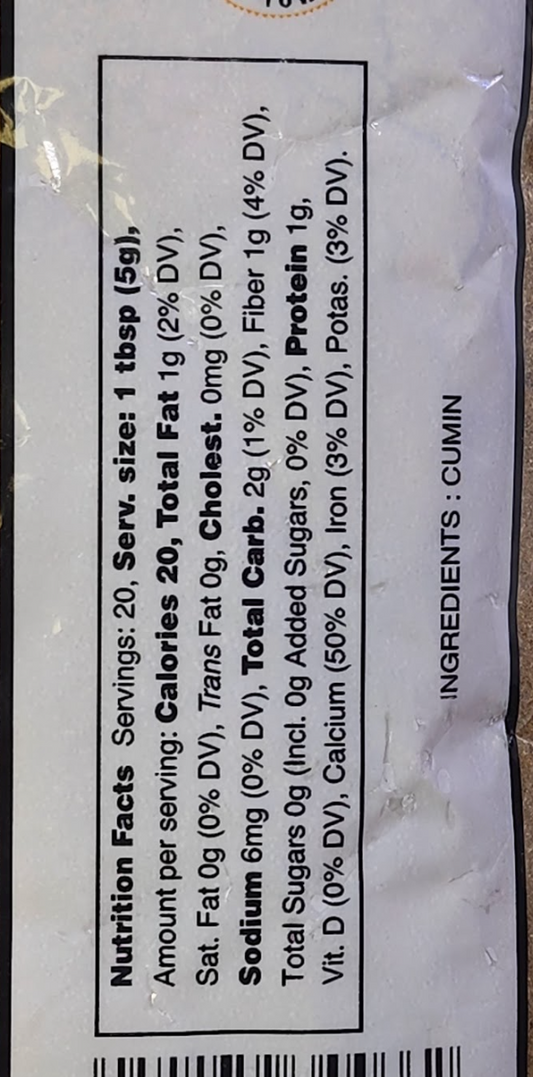 Nutrition Facts Servings: 20, Serv. size: 1 tbsp (5g),
Amount per serving: Calories 20, Total Fat 1g (2% DV),
Sat. Fat 0g (0% DV), Trans Fat 0g, Cholest. 0mg (0% DV),
Sodium 6mg (0% DV), Total Carb. 2g (1% DV), Fiber 1g (4% DV),
Total Sugars 0g (Incl. 0g Added Sugars, 0% DV), Protein 1g,
Vit. D (0% DV), Calcium (50% DV), Iron (3% DV), Potas. (3% DV).
INGREDIENTS : CUMIN